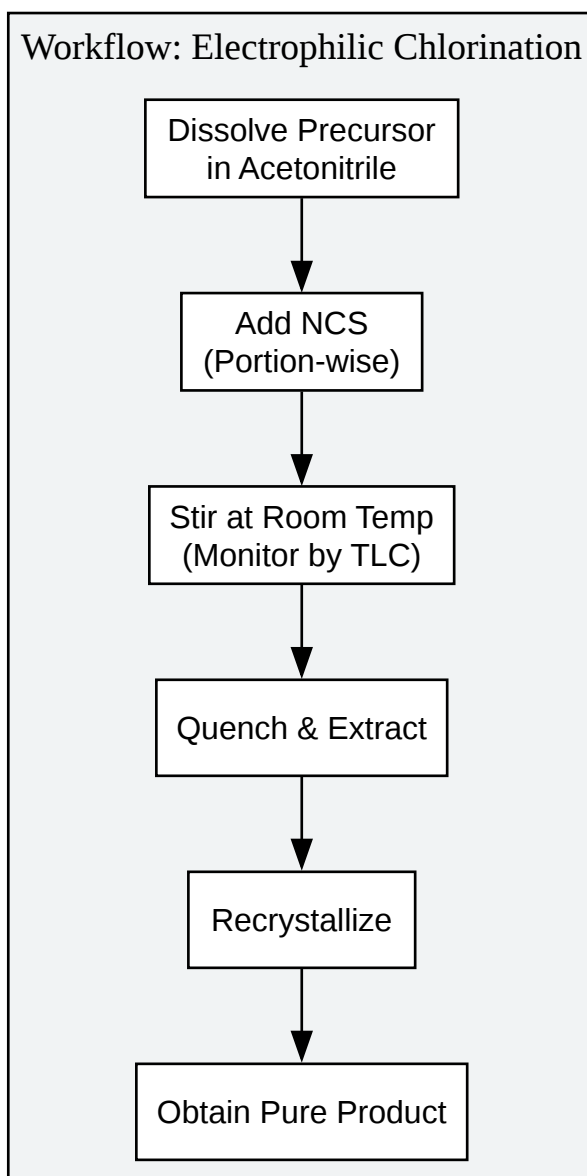 Workflow: Electrophilic Chlorination
Dissolve Precursor
in Acetonitrile
Add NCS
(Portion-wise)
Stir at Room Temp
(Monitor by TLC)
Quench & Extract
Recrystallize
Obtain Pure Product